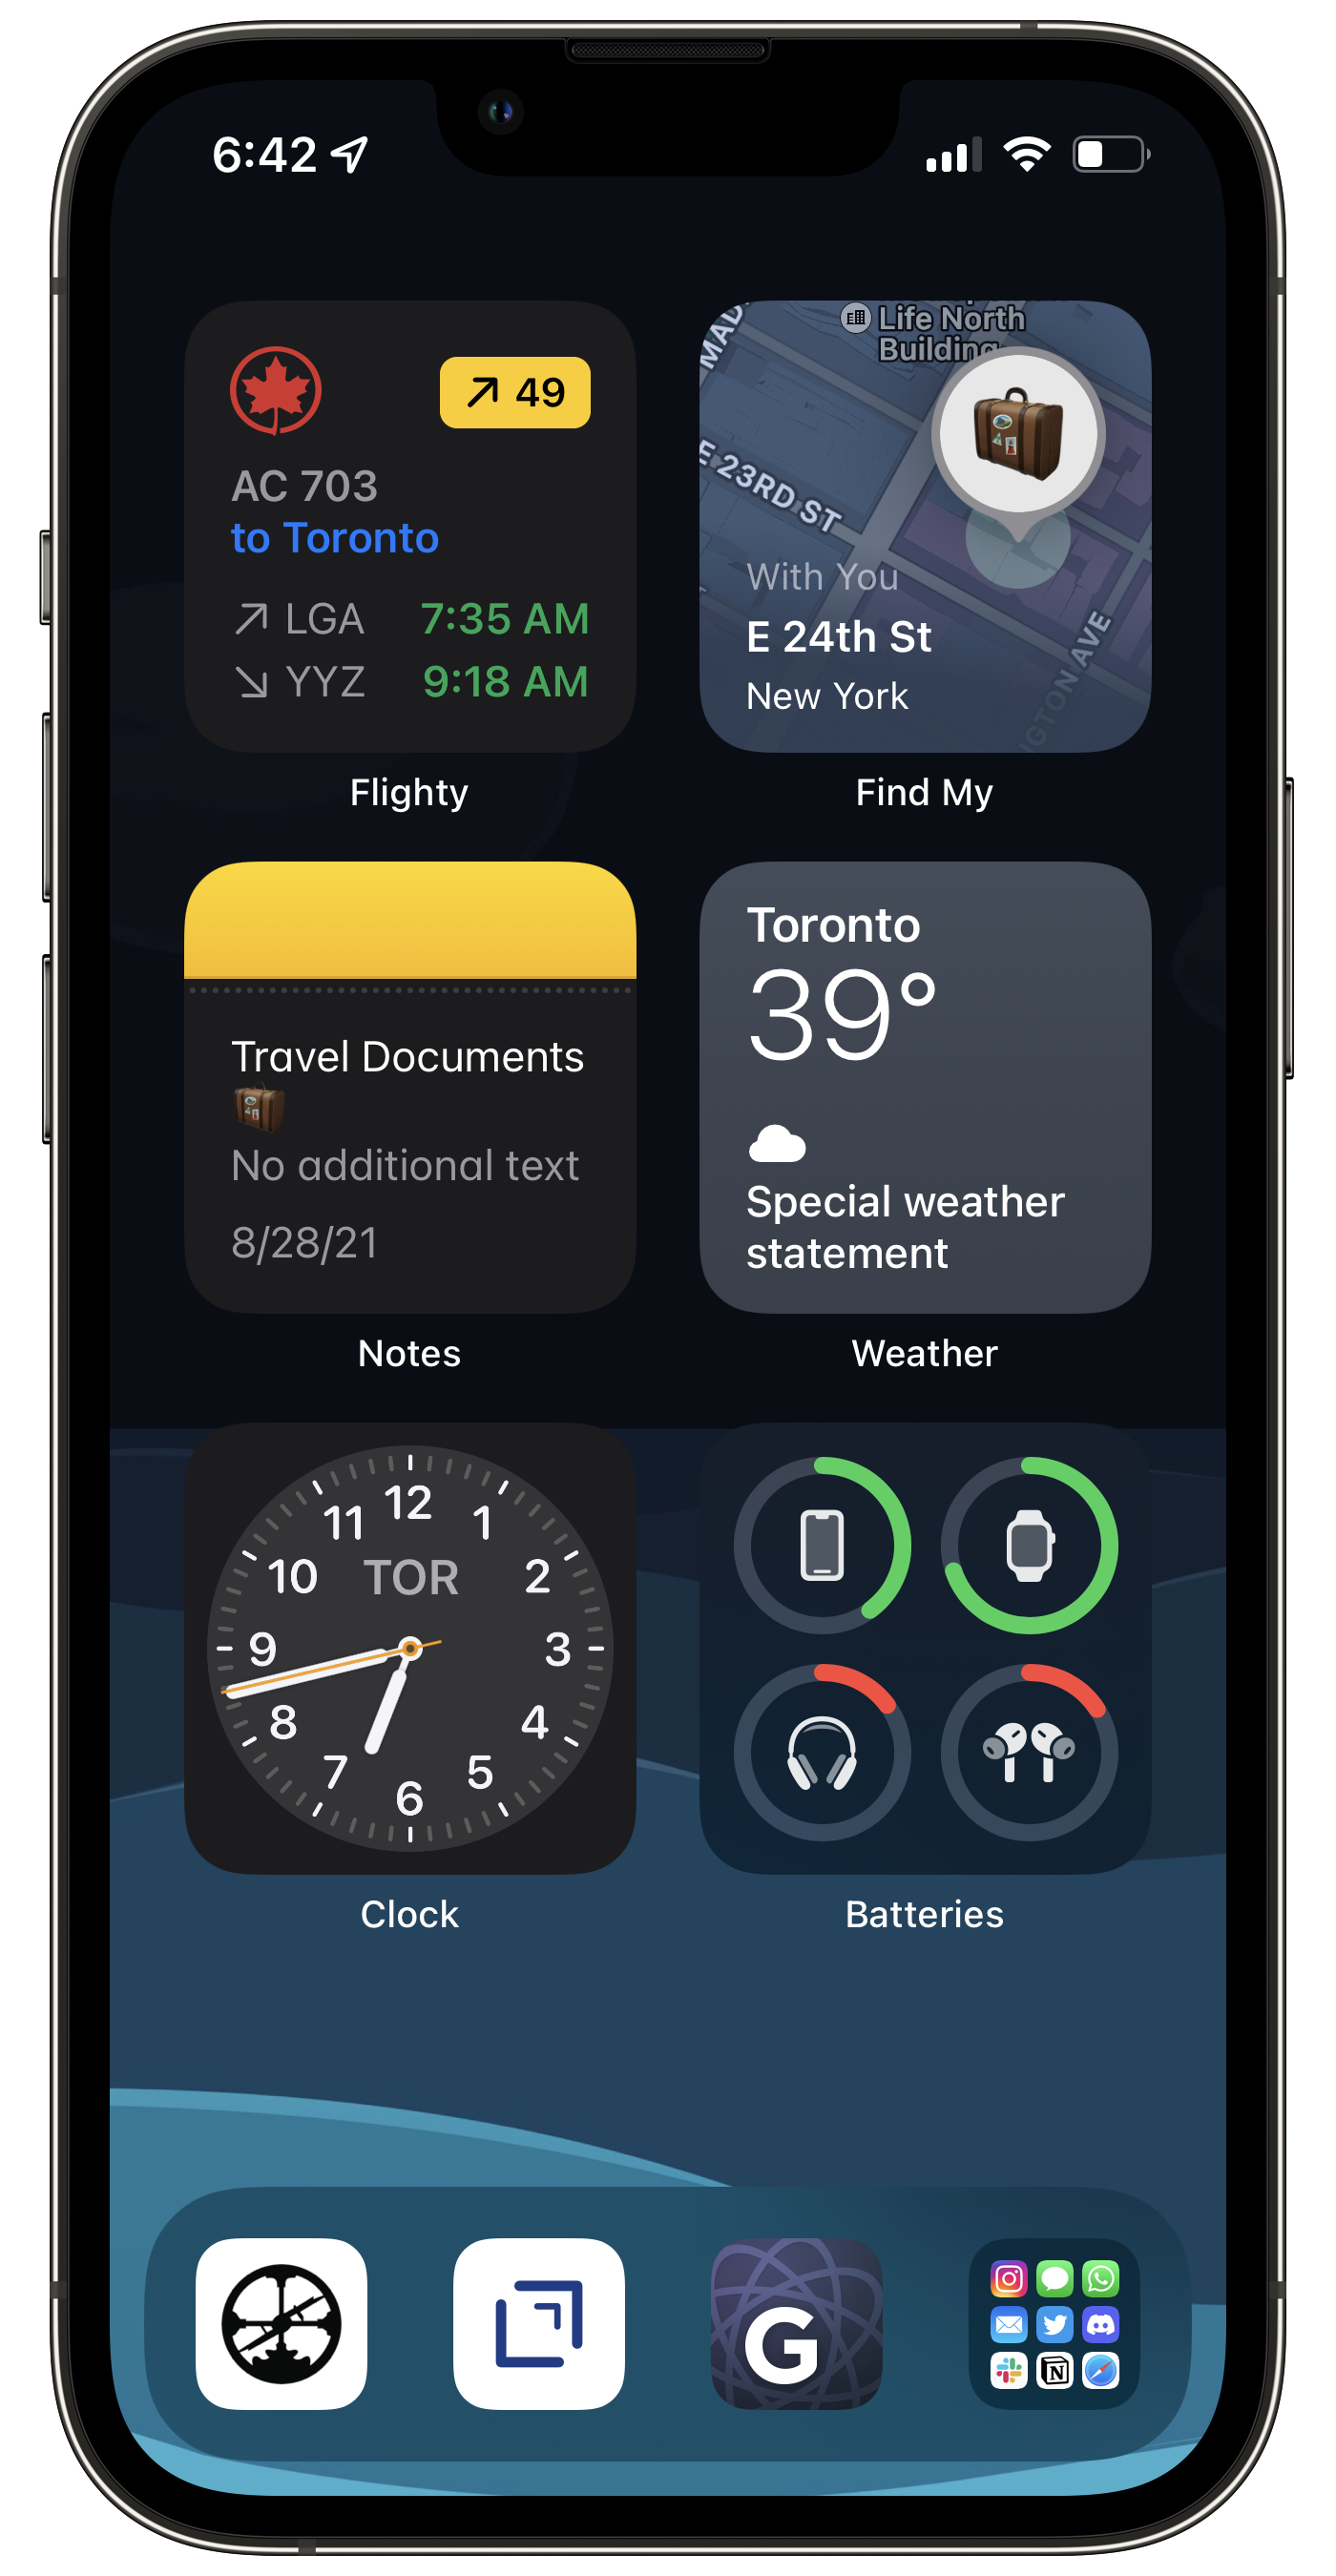 6:42
49
AC 703
to Toronto
LGA 7:35 AM
YYZ 9:18 AM
Flighty
Life North
Building
E 23RD ST
With You
E 24th St
New York
Find My
Travel Documents
🧳
No additional text
8/28/21
Notes
Toronto
39°
Special weather
statement
Weather
12
11 1
TOR
10 2
9 3
8 4
7 5
6
Clock
Batteries
G
N